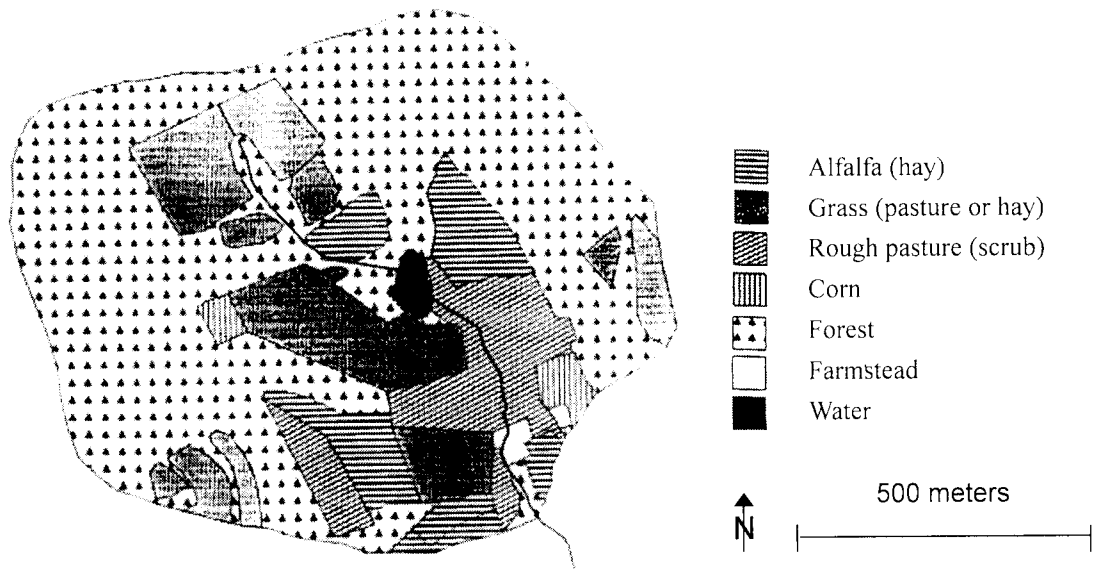 Alfalfa (hay)
Grass (pasture or hay)
Rough pasture (scrub)
Corn
Forest
Farmstead
Water
N
500 meters